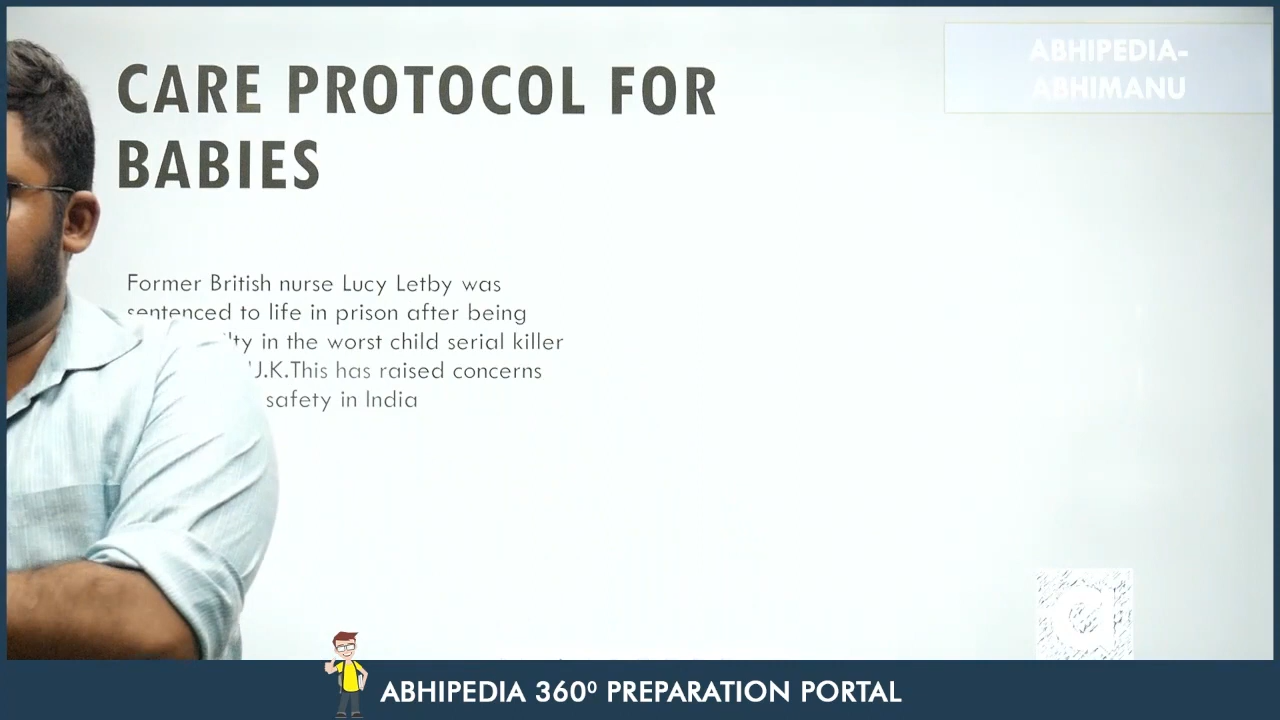 CARE PROTOCOL FOR
BABIES
ABHIPEDIA-
ABHIMANU
Former British nurse Lucy Letby was
sentenced to life in prison after being
in the worst child serial killer
U.K.This has raised concerns
safety in India
ABHIPEDIA 360⁰ PREPARATION PORTAL